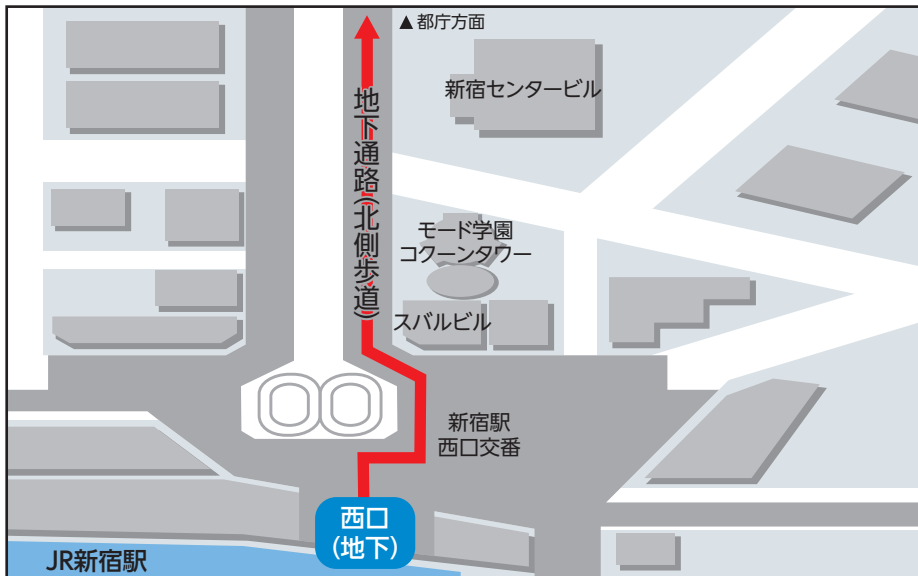 ▲都庁方面
新宿センタービル
地下通路(北側歩道)
モード学園
コクーンタワー
スバルビル
新宿駅
西口交番
西口
(地下)
JR新宿駅